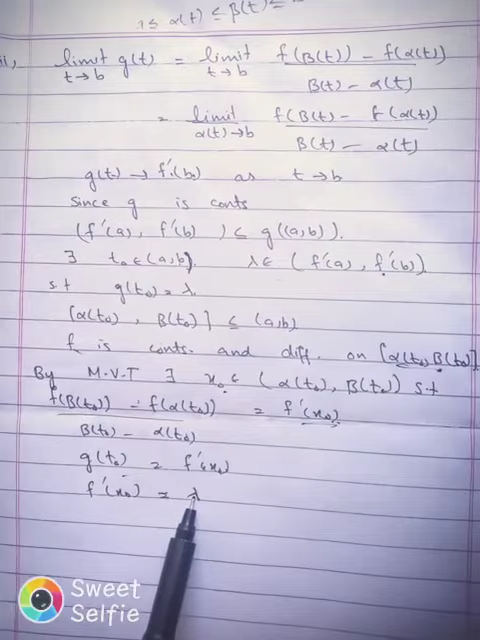 1 ≤ α(t) ≤ β(t) ≤
ii, limit t→b g(t) = limit t→b f(β(t)) − f(α(t)) / β(t) − α(t)
= limit α(t)→b f(β(t) − f(α(t)) / β(t) − α(t)
g(t) → f'(b) as t→b
Since g is conts
(f'(a), f'(b) ) ⊆ g((a,b)).
∃ t₀∈(a,b). λ∈ (f'(a), f'(b))
s.t g(t₀) = λ
[α(t₀), β(t₀)] ⊆ (a,b)
f is conts. and diff. on [α(t₀), β(t₀)]
By M.V.T ∃ x₀∈ (α(t₀), β(t₀)) s.t
f(β(t₀)) − f(α(t₀)) / β(t₀) − α(t₀) = f'(x₀)
g(t₀) = f'(x₀)
f'(x₀) = λ
Sweet
Selfie